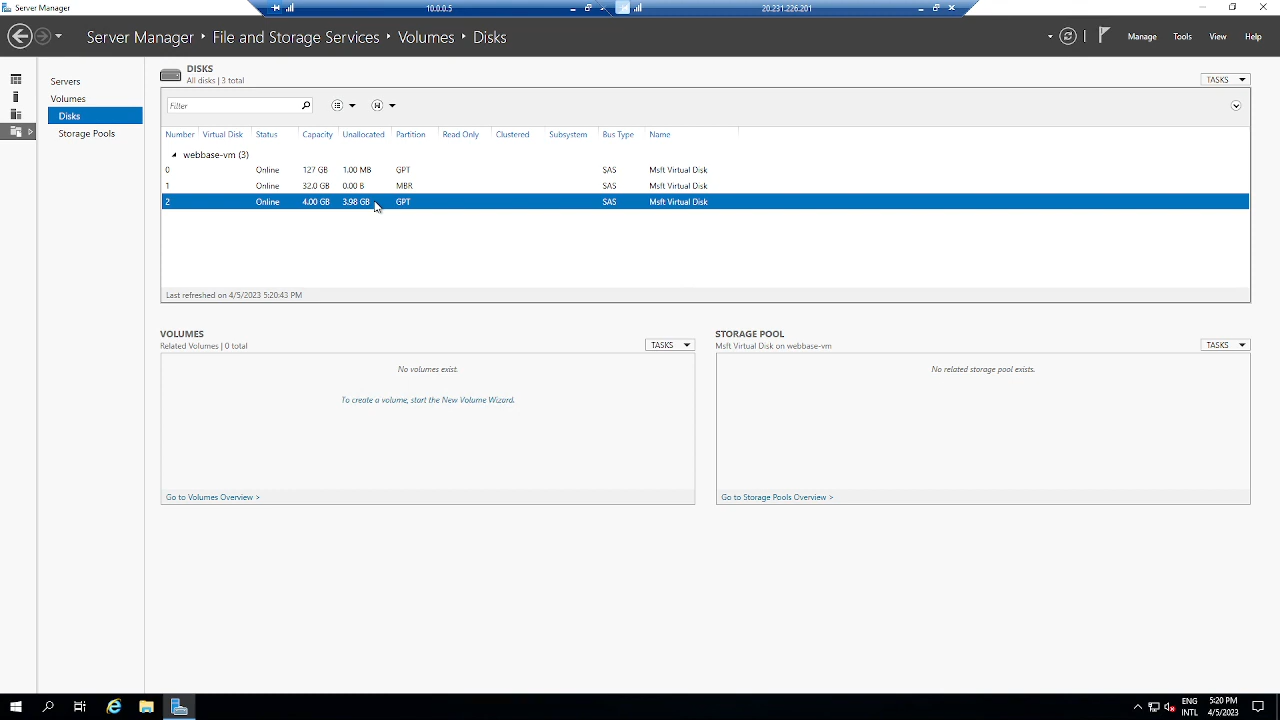 Server Manager
10.0.0.5
20.231.226.201
Server Manager File and Storage Services Volumes Disks
Manage Tools View Help
Servers
Volumes
Disks
Storage Pools
DISKS
All disks | 3 total
TASKS
Filter
Number Virtual Disk Status Capacity Unallocated Partition Read Only Clustered Subsystem Bus Type Name
webbase-vm (3)
0 Online 127 GB 1.00 MB GPT SAS Msft Virtual Disk
1 Online 32.0 GB 0.00 B MBR SAS Msft Virtual Disk
2 Online 4.00 GB 3.98 GB GPT SAS Msft Virtual Disk
Last refreshed on 4/5/2023 5:20:43 PM
VOLUMES
Related Volumes | 0 total
TASKS
No volumes exist.
To create a volume, start the New Volume Wizard.
Go to Volumes Overview >
STORAGE POOL
Msft Virtual Disk on webbase-vm
TASKS
No related storage pool exists.
Go to Storage Pools Overview >
ENG
INTL
5:20 PM
4/5/2023